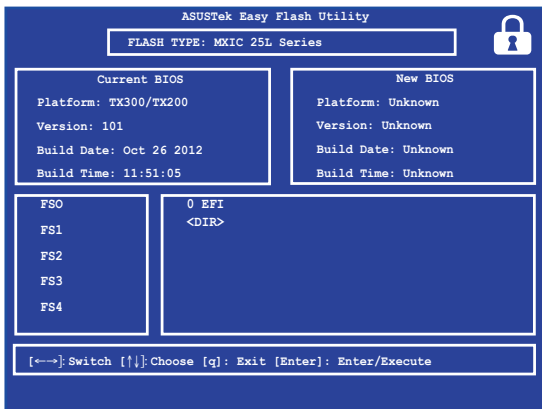 ASUSTek Easy Flash Utility
FLASH TYPE: MXIC 25L Series
Current BIOS
Platform: TX300/TX200
Version: 101
Build Date: Oct 26 2012
Build Time: 11:51:05
New BIOS
Platform: Unknown
Version: Unknown
Build Date: Unknown
Build Time: Unknown
FSO
FS1
FS2
FS3
FS4
0 EFI
<DIR>
[←→]: Switch [↑↓]: Choose [q]: Exit [Enter]: Enter/Execute